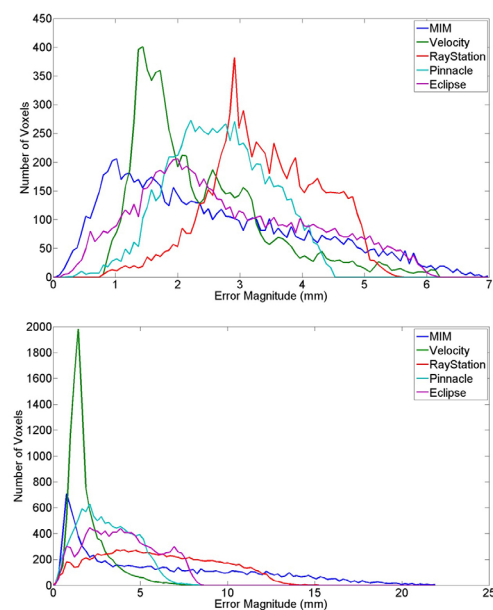 450
400
350
300
250
200
150
100
50
0
Number of Voxels
MIM
Velocity
RayStation
Pinnacle
Eclipse
0 1 2 3 4 5 6 7
Error Magnitude (mm)
2000
1800
1600
1400
1200
1000
800
600
400
200
0
Number of Voxels
MIM
Velocity
RayStation
Pinnacle
Eclipse
0 5 10 15 20 25
Error Magnitude (mm)